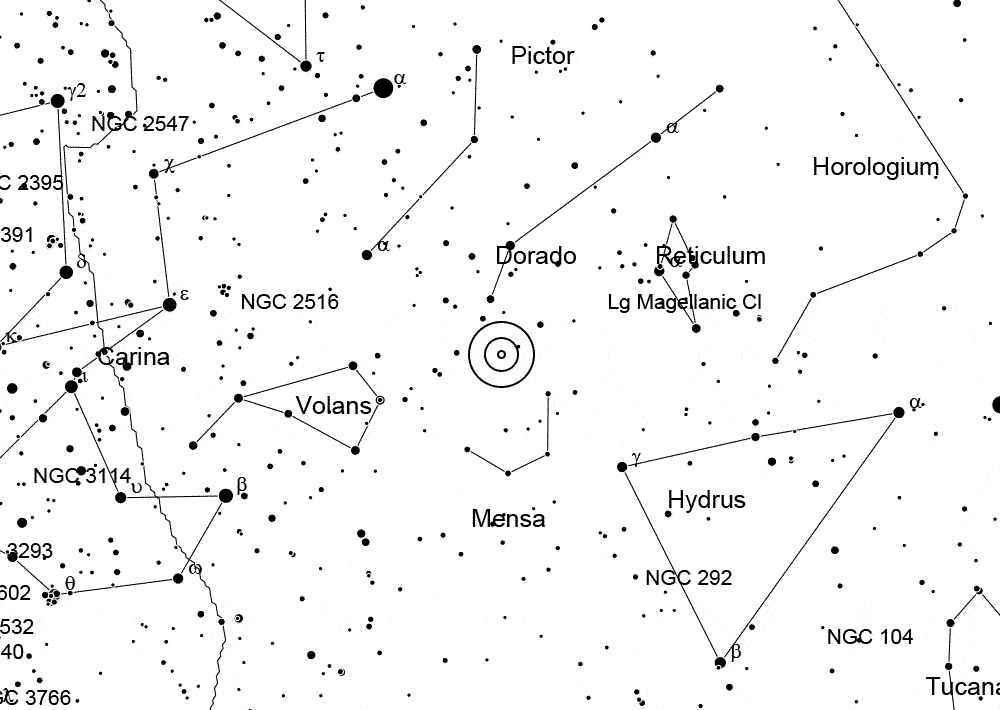 Pictor
τ
α
γ2
NGC 2547
α
χ
Horologium
C 2395
391
α
δ
Dorado
Reticulum
α
ε
NGC 2516
Lg Magellanic Cl
κ
Carina
ι
Volans
α
γ
NGC 3114
υ
β
Hydrus
Mensa
3293
ω
NGC 292
θ
602
532
NGC 104
40
β
Tucana
GC 3766
λ